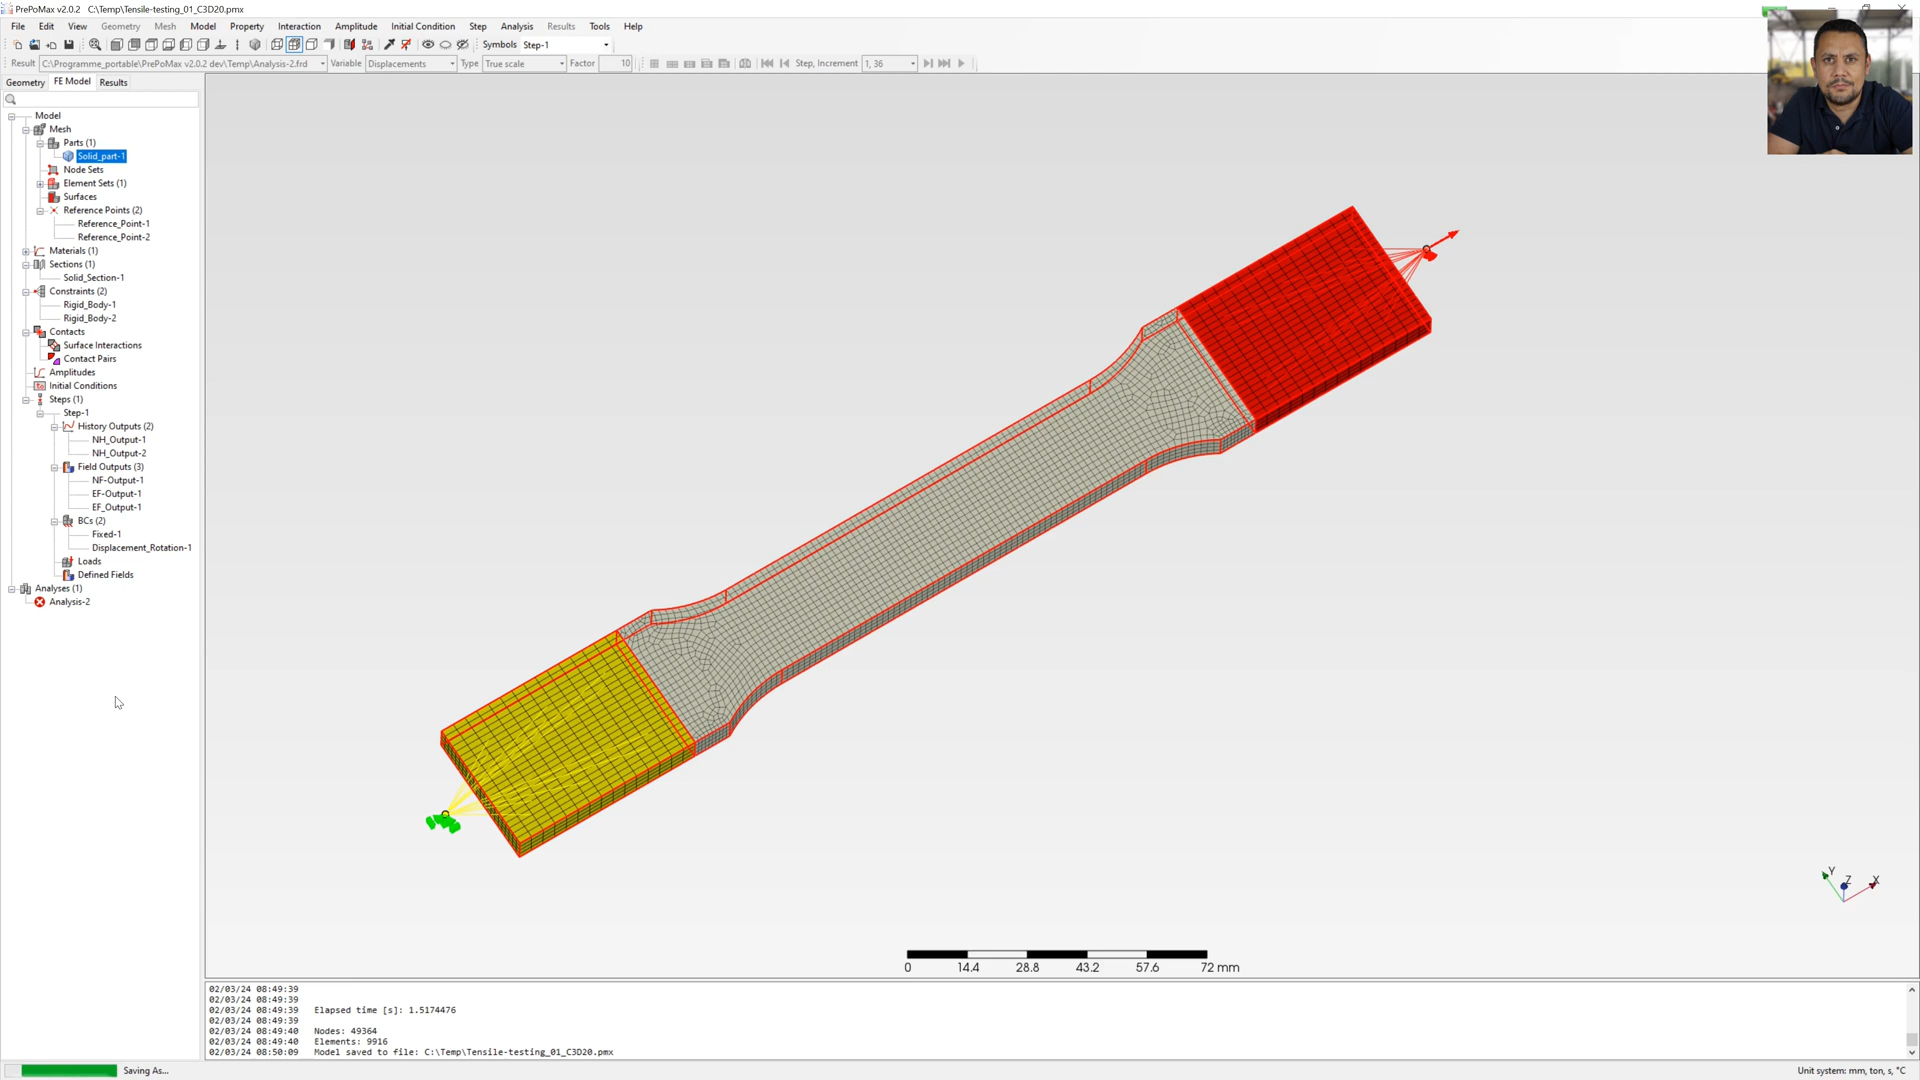 PrePoMax v2.0.2   C:\Temp\Tensile-testing_01_C3D20.pmx
File Edit View Geometry Mesh Model Property Interaction Amplitude Initial Condition Step Analysis Results Tools Help
Symbols Step-1
Result C:\Programme_portable\PrePoMax v2.0.2 dev\Temp\Analysis-2.frd Variable Displacements Type True scale Factor 10 Step, Increment 1, 36
Geometry FE Model Results
Model
Mesh
Parts (1)
Solid_part-1
Node Sets
Element Sets (1)
Surfaces
Reference Points (2)
Reference_Point-1
Reference_Point-2
Materials (1)
Sections (1)
Solid_Section-1
Constraints (2)
Rigid_Body-1
Rigid_Body-2
Contacts
Surface Interactions
Contact Pairs
Amplitudes
Initial Conditions
Steps (1)
Step-1
History Outputs (2)
NH_Output-1
NH_Output-2
Field Outputs (3)
NF-Output-1
EF-Output-1
EF_Output-1
BCs (2)
Fixed-1
Displacement_Rotation-1
Loads
Defined Fields
Analyses (1)
Analysis-2
Y Z X
0 14.4 28.8 43.2 57.6 72 mm
02/03/24 08:49:39
02/03/24 08:49:39
02/03/24 08:49:39   Elapsed time [s]: 1.5174476
02/03/24 08:49:39
02/03/24 08:49:40   Nodes: 49364
02/03/24 08:49:40   Elements: 9916
02/03/24 08:50:09   Model saved to file: C:\Temp\Tensile-testing_01_C3D20.pmx
Saving As... Unit system: mm, ton, s, °C